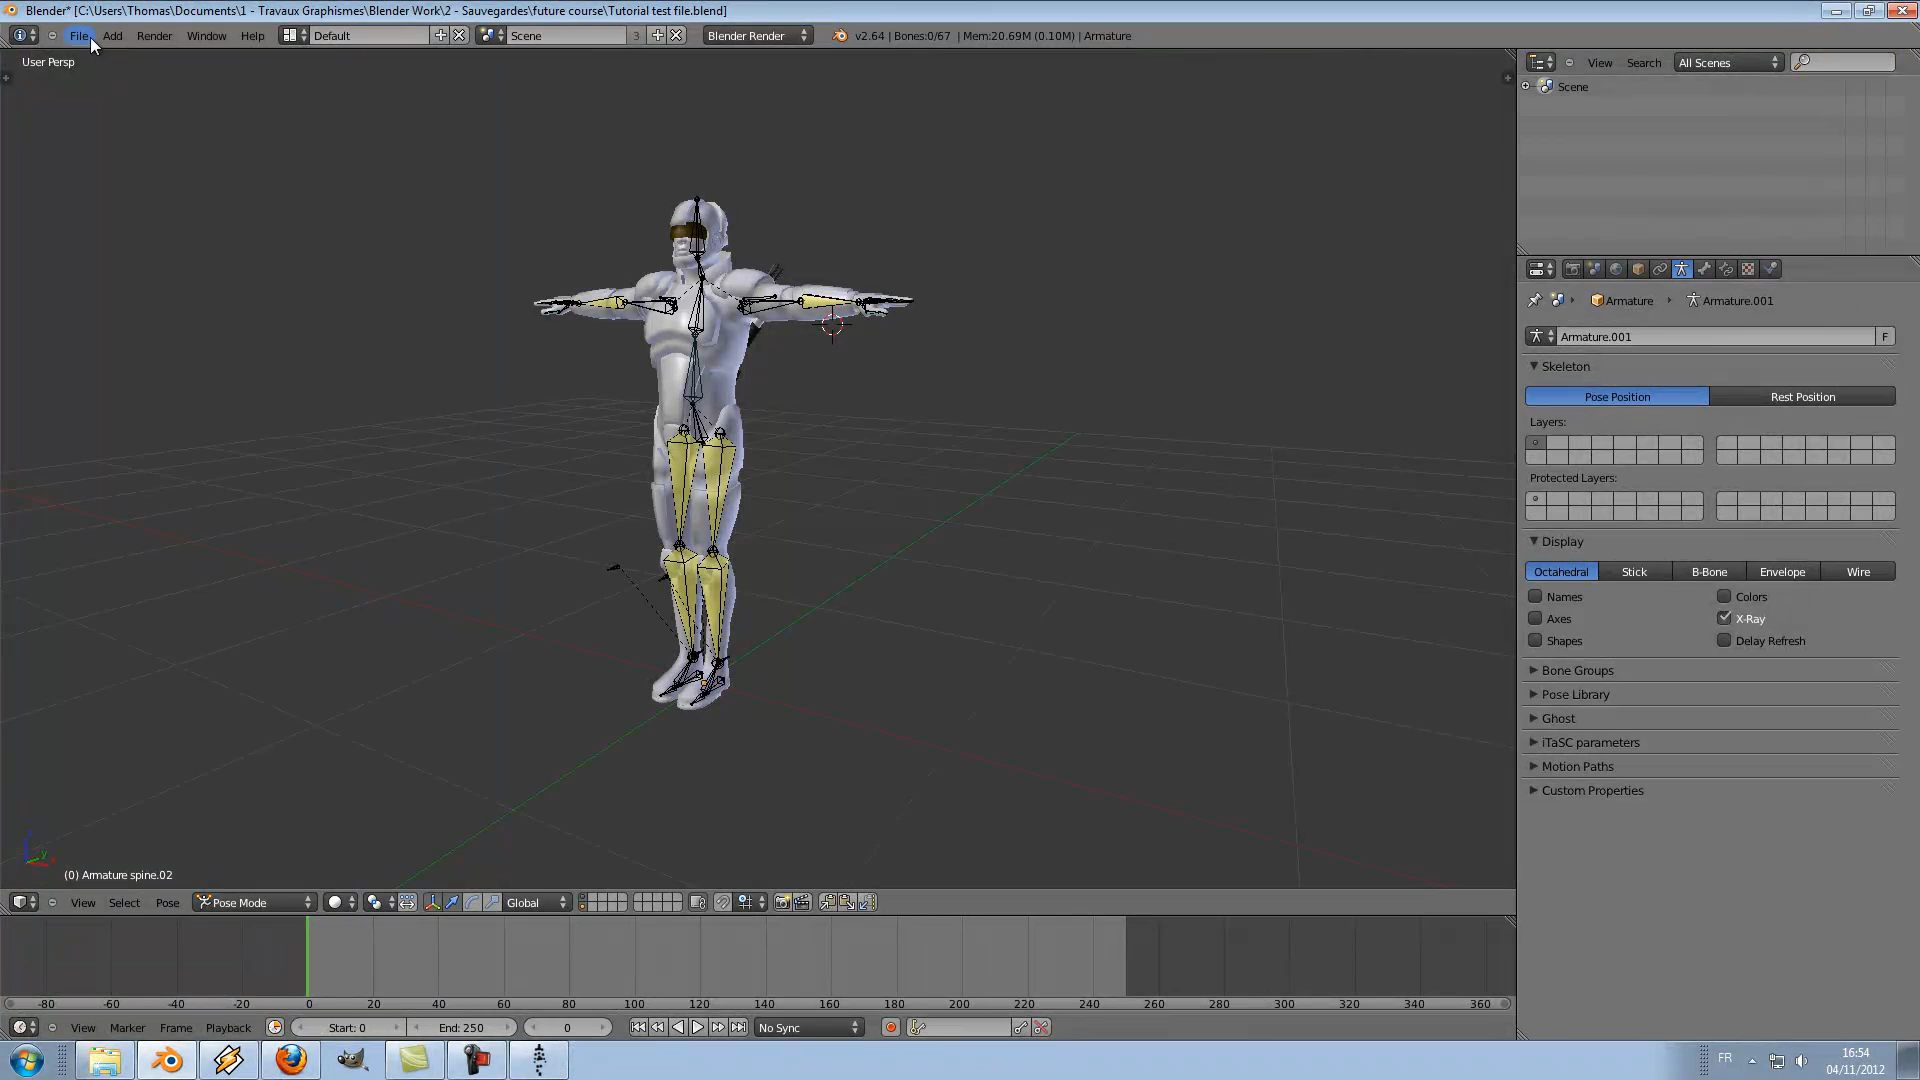 Blender* [C:\Users\Thomas\Documents\1 - Travaux Graphismes\Blender Work\2 - Sauvegardes\future course\Tutorial test file.blend]
File Add Render Window Help Default Scene 3 Blender Render v2.64 | Bones:0/67 | Mem:20.69M (0.10M) | Armature
User Persp
View Search All Scenes
Scene
Armature Armature.001
Armature.001 F
Skeleton
Pose Position Rest Position
Layers:
Protected Layers:
Display
Octahedral Stick B-Bone Envelope Wire
Names Colors
Axes X-Ray
Shapes Delay Refresh
Bone Groups
Pose Library
Ghost
iTaSC parameters
Motion Paths
Custom Properties
(0) Armature spine.02
View Select Pose Pose Mode Global
-80 -60 -40 -20 0 20 40 60 80 100 120 140 160 180 200 220 240 260 280 300 320 340 360
View Marker Frame Playback Start: 0 End: 250 0 No Sync
FR 16:54
04/11/2012